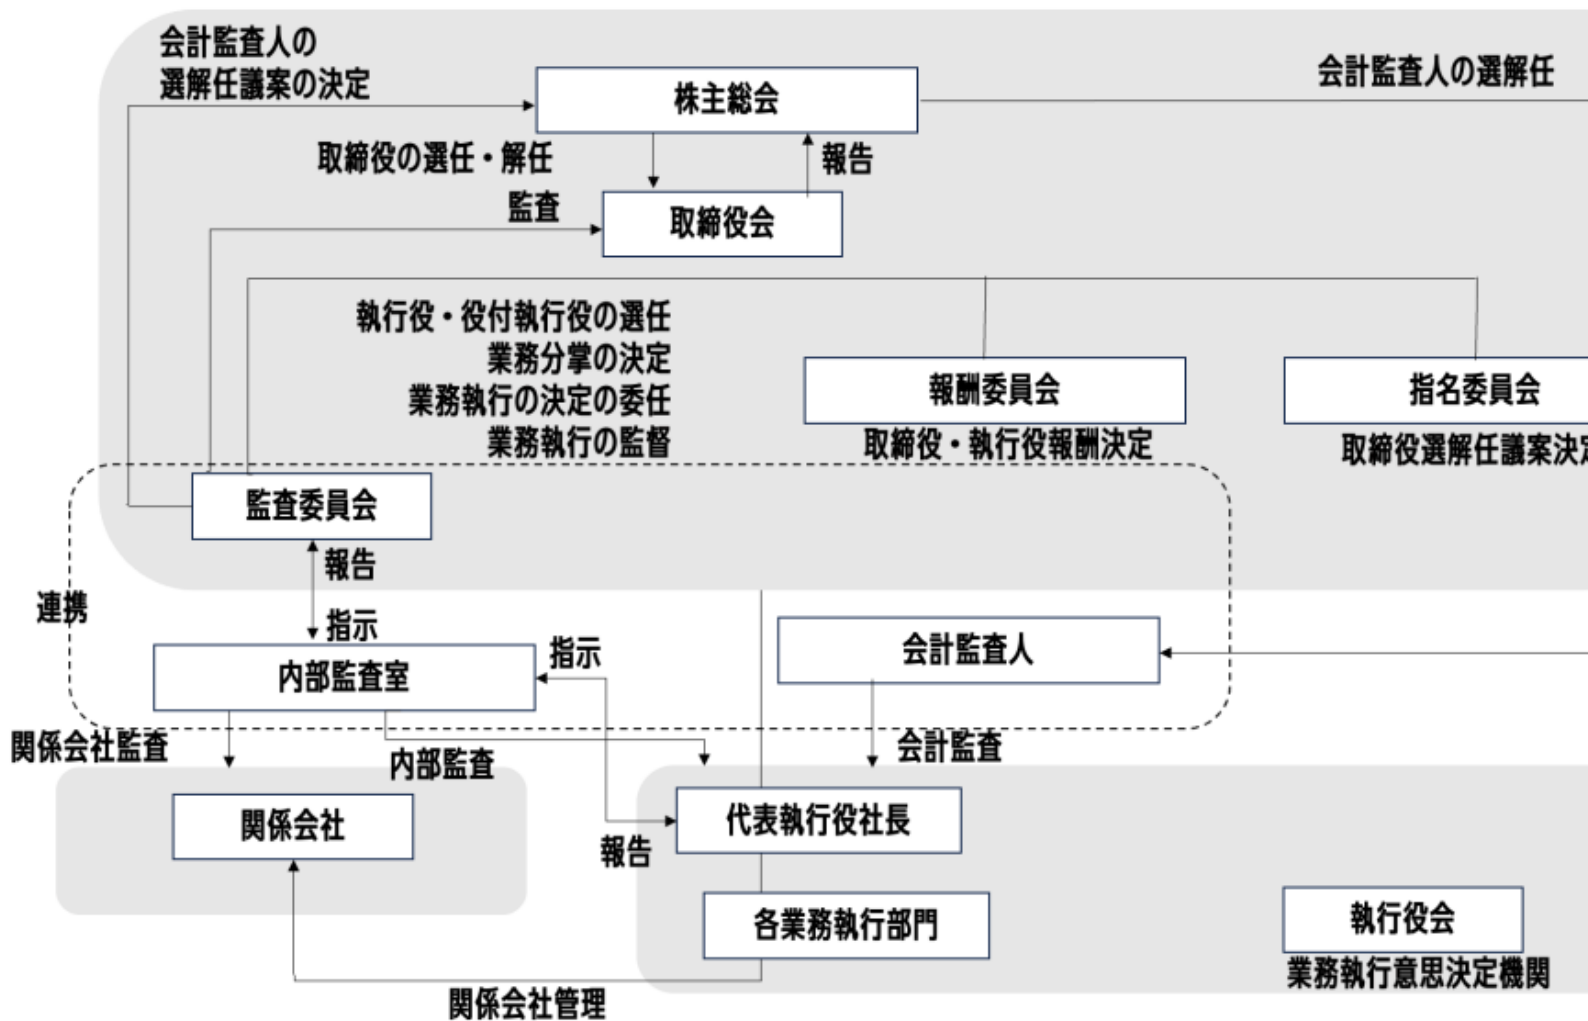 会計監査人の
選解任議案の決定
株主総会
会計監査人の選解任
取締役の選任・解任
報告
監査
取締役会
執行役・役付執行役の選任
業務分掌の決定
業務執行の決定の委任
業務執行の監督
報酬委員会
取締役・執行役報酬決定
指名委員会
取締役選解任議案決定
監査委員会
報告
連携
指示
内部監査室
指示
会計監査人
関係会社監査
内部監査
会計監査
関係会社
代表執行役社長
報告
各業務執行部門
執行役会
業務執行意思決定機関
関係会社管理